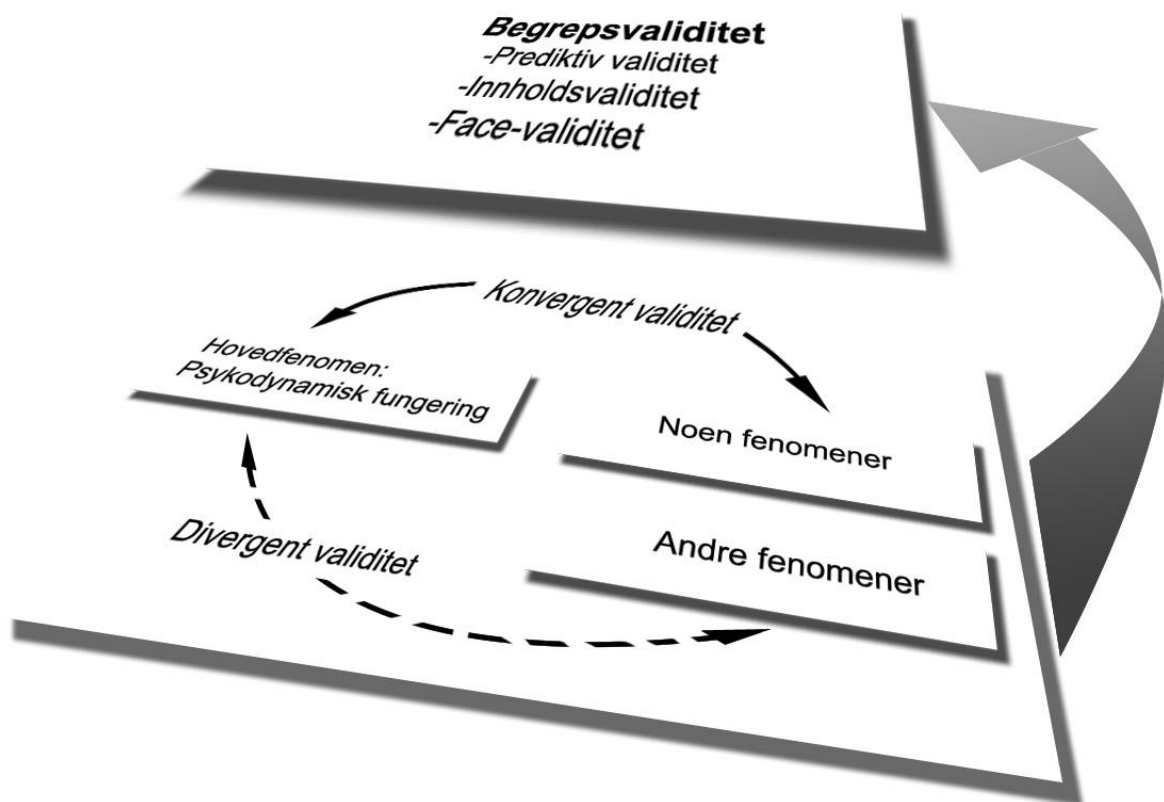 Begrepsvaliditet
-Prediktiv validitet
-Innholdsvaliditet
-Face-validitet
Konvergent validitet
Hovedfenomen:
Psykodynamisk fungering
Noen fenomener
Andre fenomener
Divergent validitet